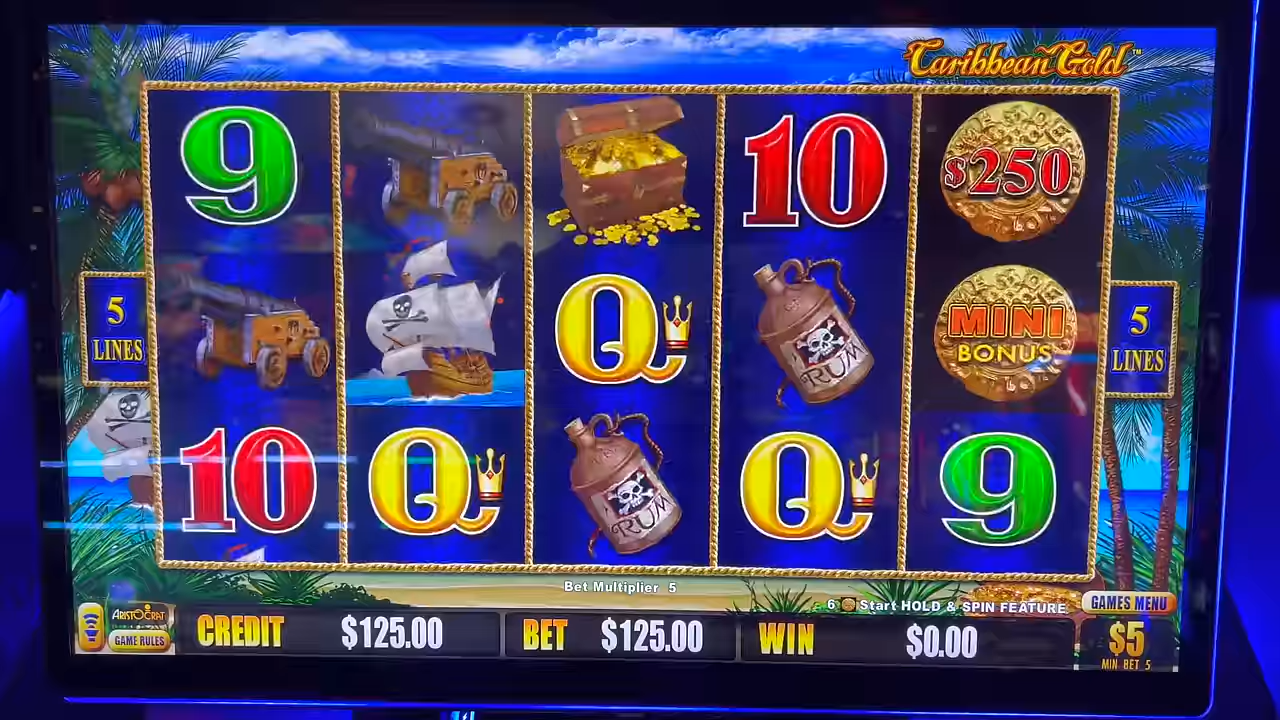 Caribbean Gold™
9
10
$250
5
LINES
Q
MINI
BONUS
5
LINES
RUM
10
Q
RUM
Q
9
Bet Multiplier 5
6 Start HOLD & SPIN FEATURE
GAMES MENU
ARISTOCRAT
GAME RULES
CREDIT $125.00
BET $125.00
WIN $0.00
$5
MIN BET 5